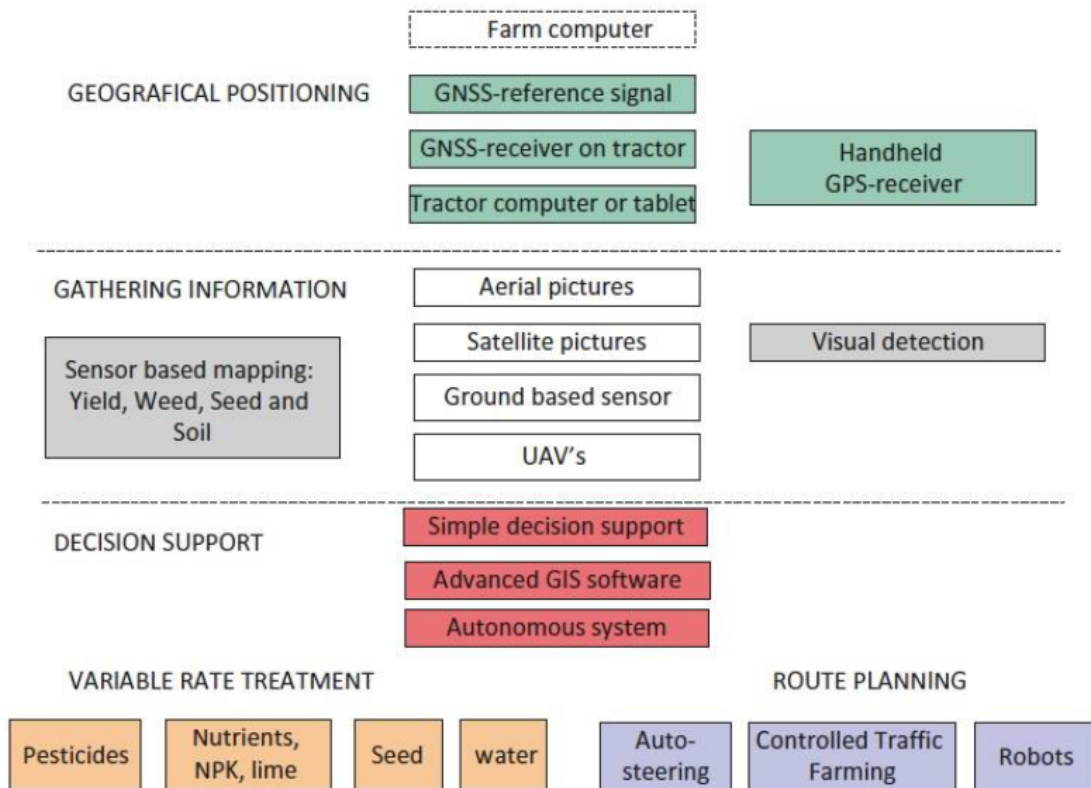 Farm computer
GEOGRAFICAL POSITIONING
GNSS-reference signal
GNSS-receiver on tractor
Handheld
GPS-receiver
Tractor computer or tablet
GATHERING INFORMATION
Aerial pictures
Satellite pictures
Visual detection
Sensor based mapping:
Yield, Weed, Seed and
Soil
Ground based sensor
UAV's
DECISION SUPPORT
Simple decision support
Advanced GIS software
Autonomous system
VARIABLE RATE TREATMENT
ROUTE PLANNING
Pesticides
Nutrients,
NPK, lime
Seed
water
Auto-
steering
Controlled Traffic
Farming
Robots